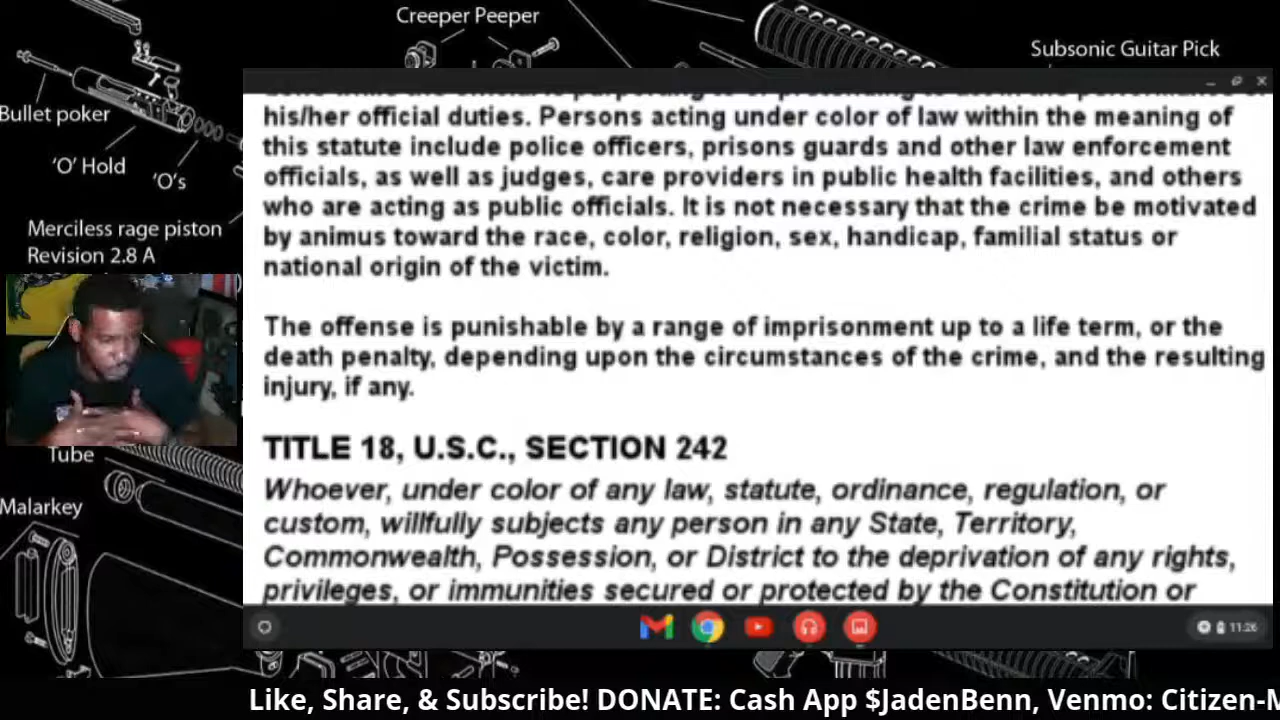 Creeper Peeper
Subsonic Guitar Pick
Bullet poker
'O' Hold
'O's
Merciless rage piston
Revision 2.8 A
his/her official duties. Persons acting under color of law within the meaning of
this statute include police officers, prisons guards and other law enforcement
officials, as well as judges, care providers in public health facilities, and others
who are acting as public officials. It is not necessary that the crime be motivated
by animus toward the race, color, religion, sex, handicap, familial status or
national origin of the victim.
The offense is punishable by a range of imprisonment up to a life term, or the
death penalty, depending upon the circumstances of the crime, and the resulting
injury, if any.
TITLE 18, U.S.C., SECTION 242
Whoever, under color of any law, statute, ordinance, regulation, or
custom, willfully subjects any person in any State, Territory,
Commonwealth, Possession, or District to the deprivation of any rights,
privileges, or immunities secured or protected by the Constitution or
Tube
Malarkey
11:26
Like, Share, & Subscribe! DONATE: Cash App $JadenBenn, Venmo: Citizen-M